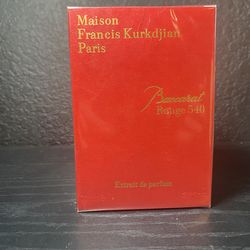 Maison
Francis Kurkdjian
Paris
Baccarat
Rouge 540
Extrait de parfum